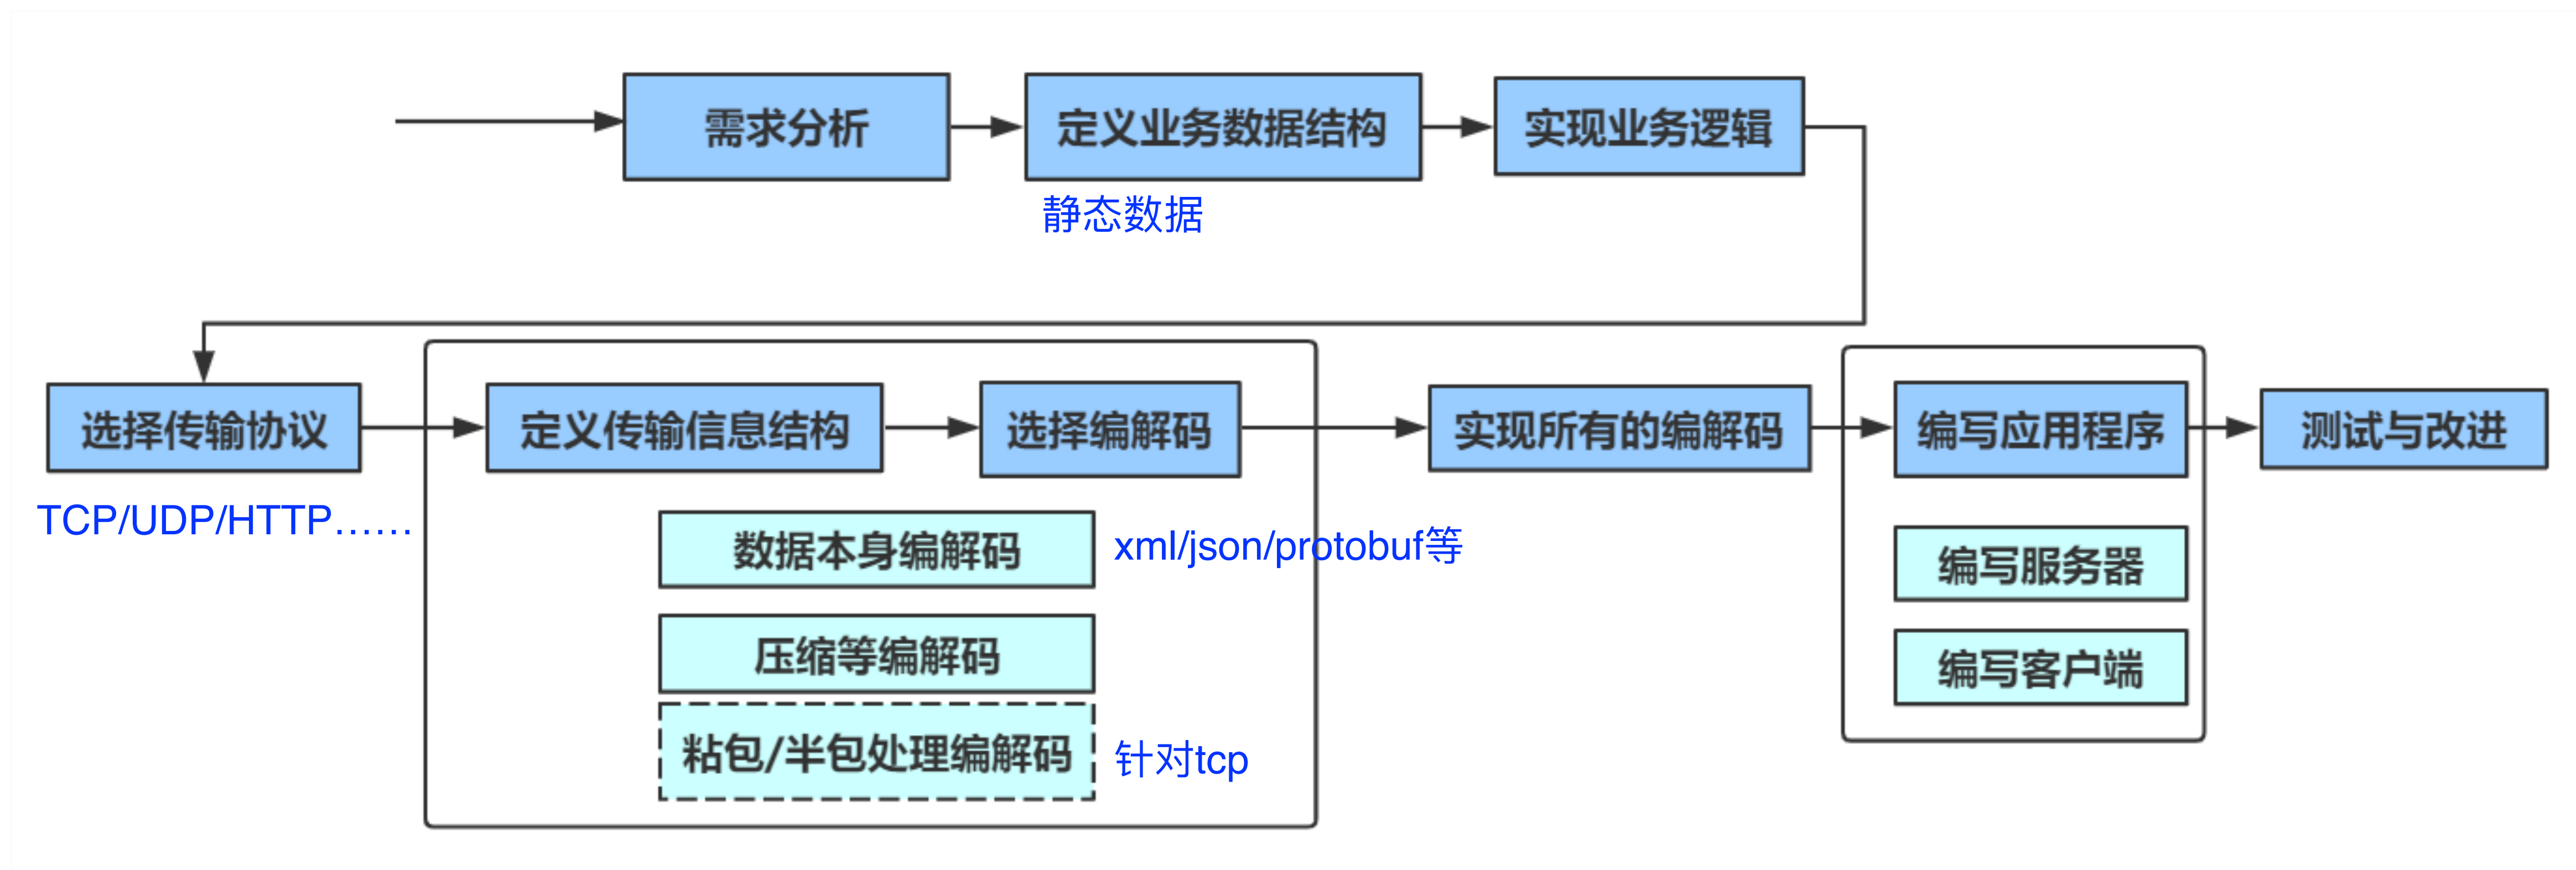 需求分析
定义业务数据结构
实现业务逻辑
静态数据
选择传输协议
定义传输信息结构
选择编解码
实现所有的编解码
编写应用程序
测试与改进
TCP/UDP/HTTP……
数据本身编解码
xml/json/protobuf等
编写服务器
压缩等编解码
编写客户端
粘包/半包处理编解码
针对tcp